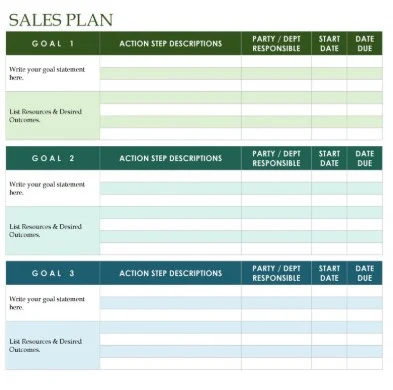 SALES PLAN
GOAL 1 ACTION STEP DESCRIPTIONS PARTY / DEPT RESPONSIBLE START DATE DATE DUE
Write your goal statement
here.
List Resources & Desired
Outcomes.
GOAL 2 ACTION STEP DESCRIPTIONS PARTY / DEPT RESPONSIBLE START DATE DATE DUE
Write your goal statement
here.
List Resources & Desired
Outcomes.
GOAL 3 ACTION STEP DESCRIPTIONS PARTY / DEPT RESPONSIBLE START DATE DATE DUE
Write your goal statement
here.
List Resources & Desired
Outcomes.